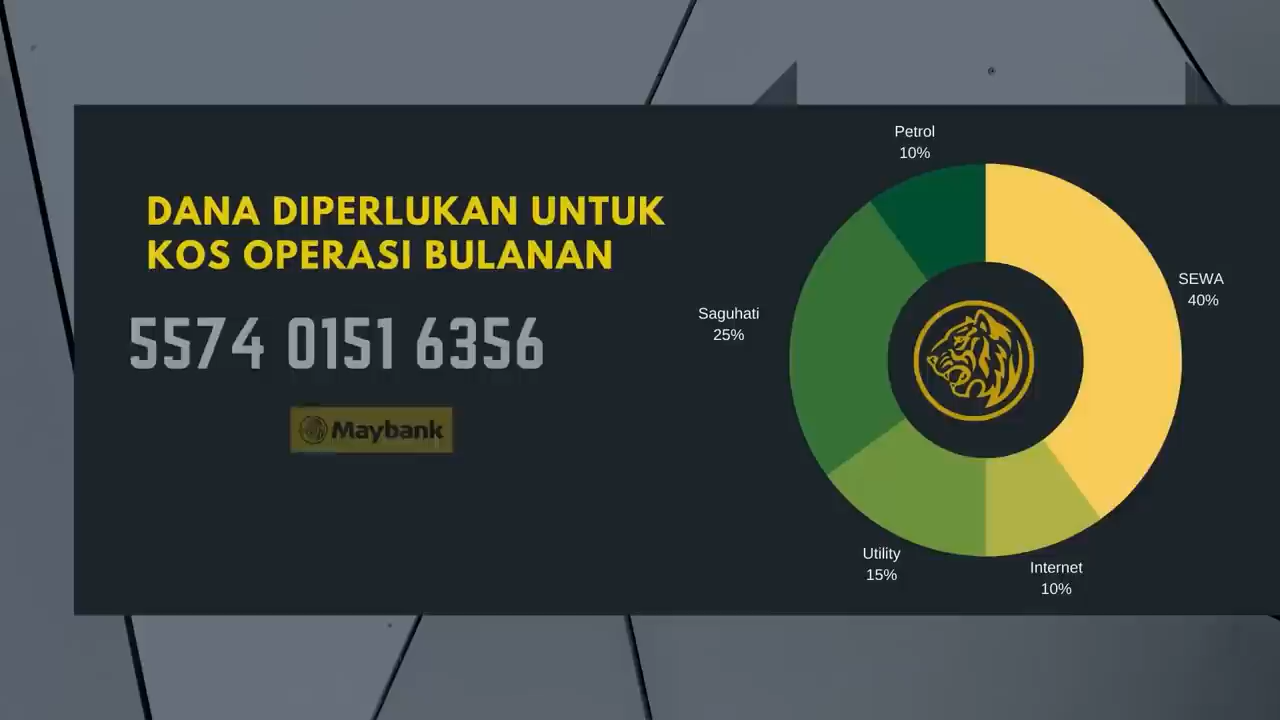 DANA DIPERLUKAN UNTUK
KOS OPERASI BULANAN
5574 0151 6356
Maybank
Petrol
10%
SEWA
40%
Saguhati
25%
Utility
15%
Internet
10%